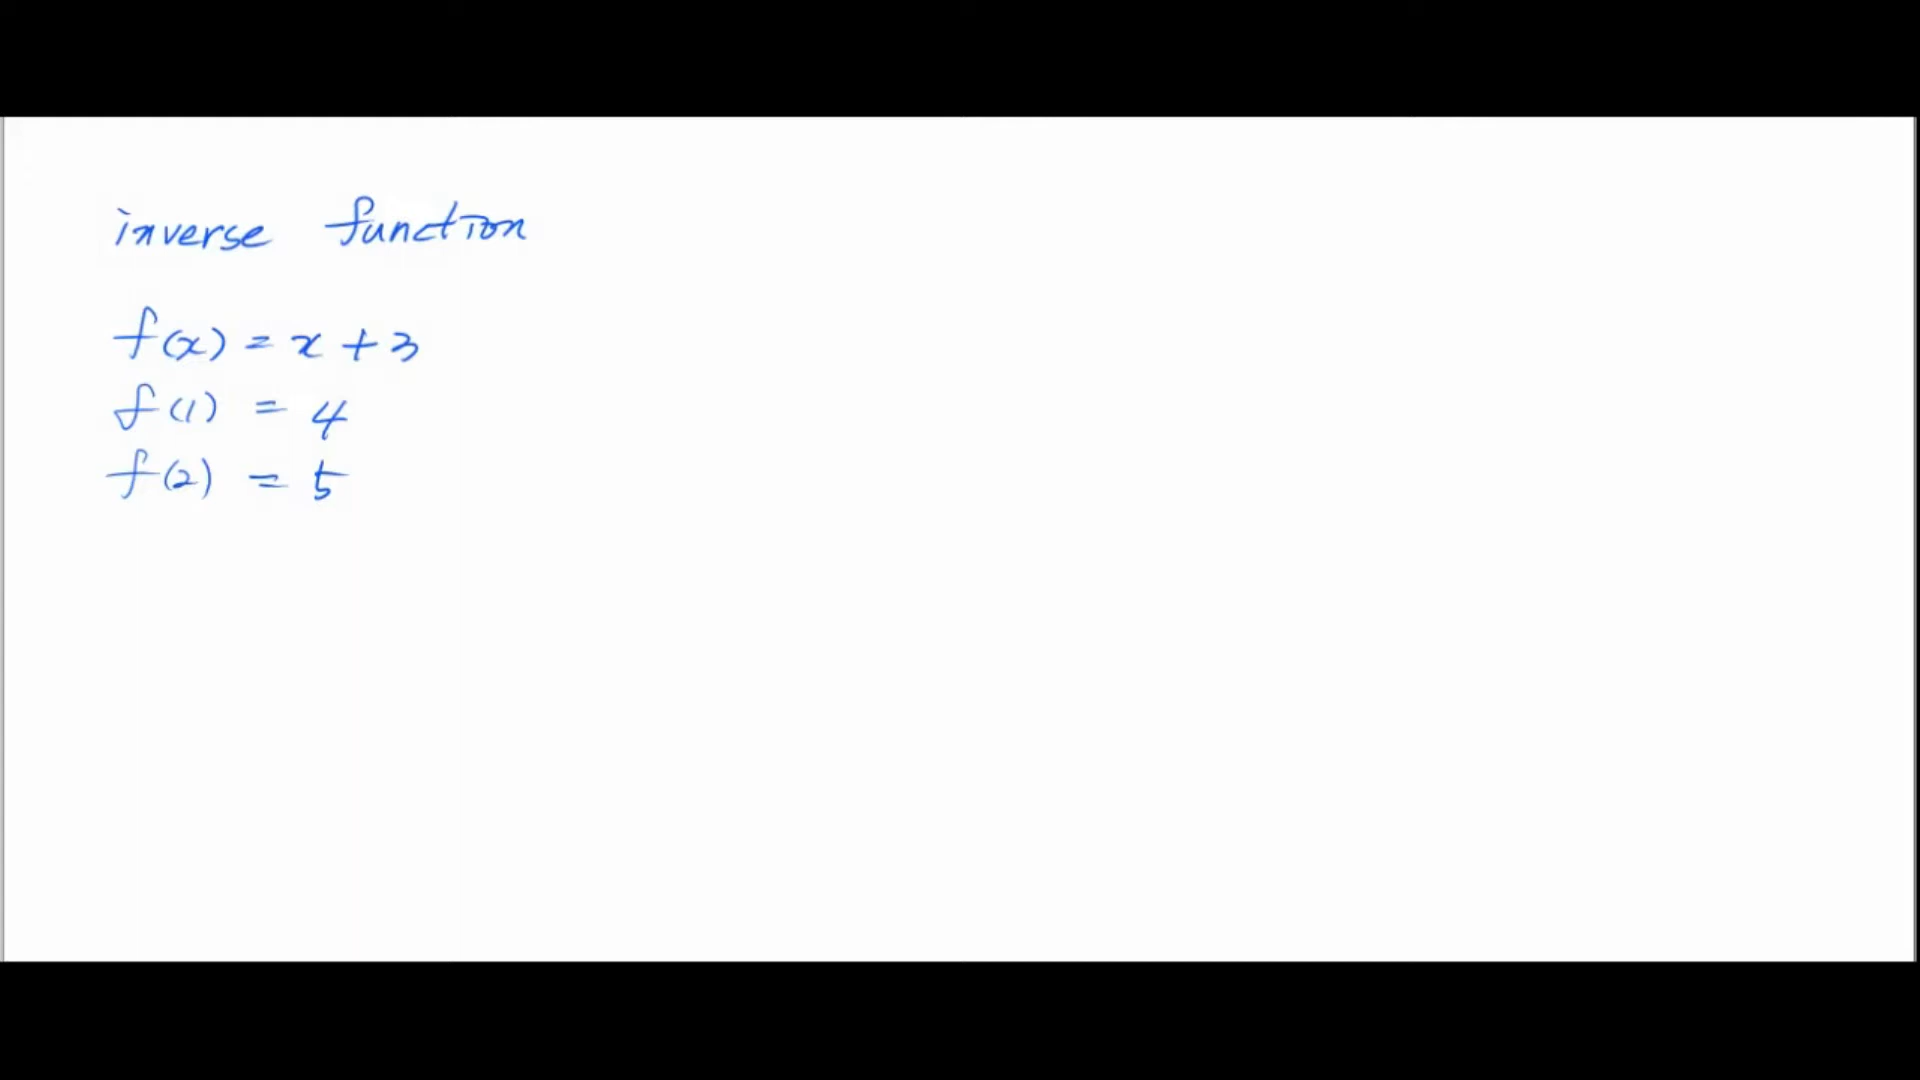 inverse function
f(x) = x + 3
f(1) = 4
f(2) = 5